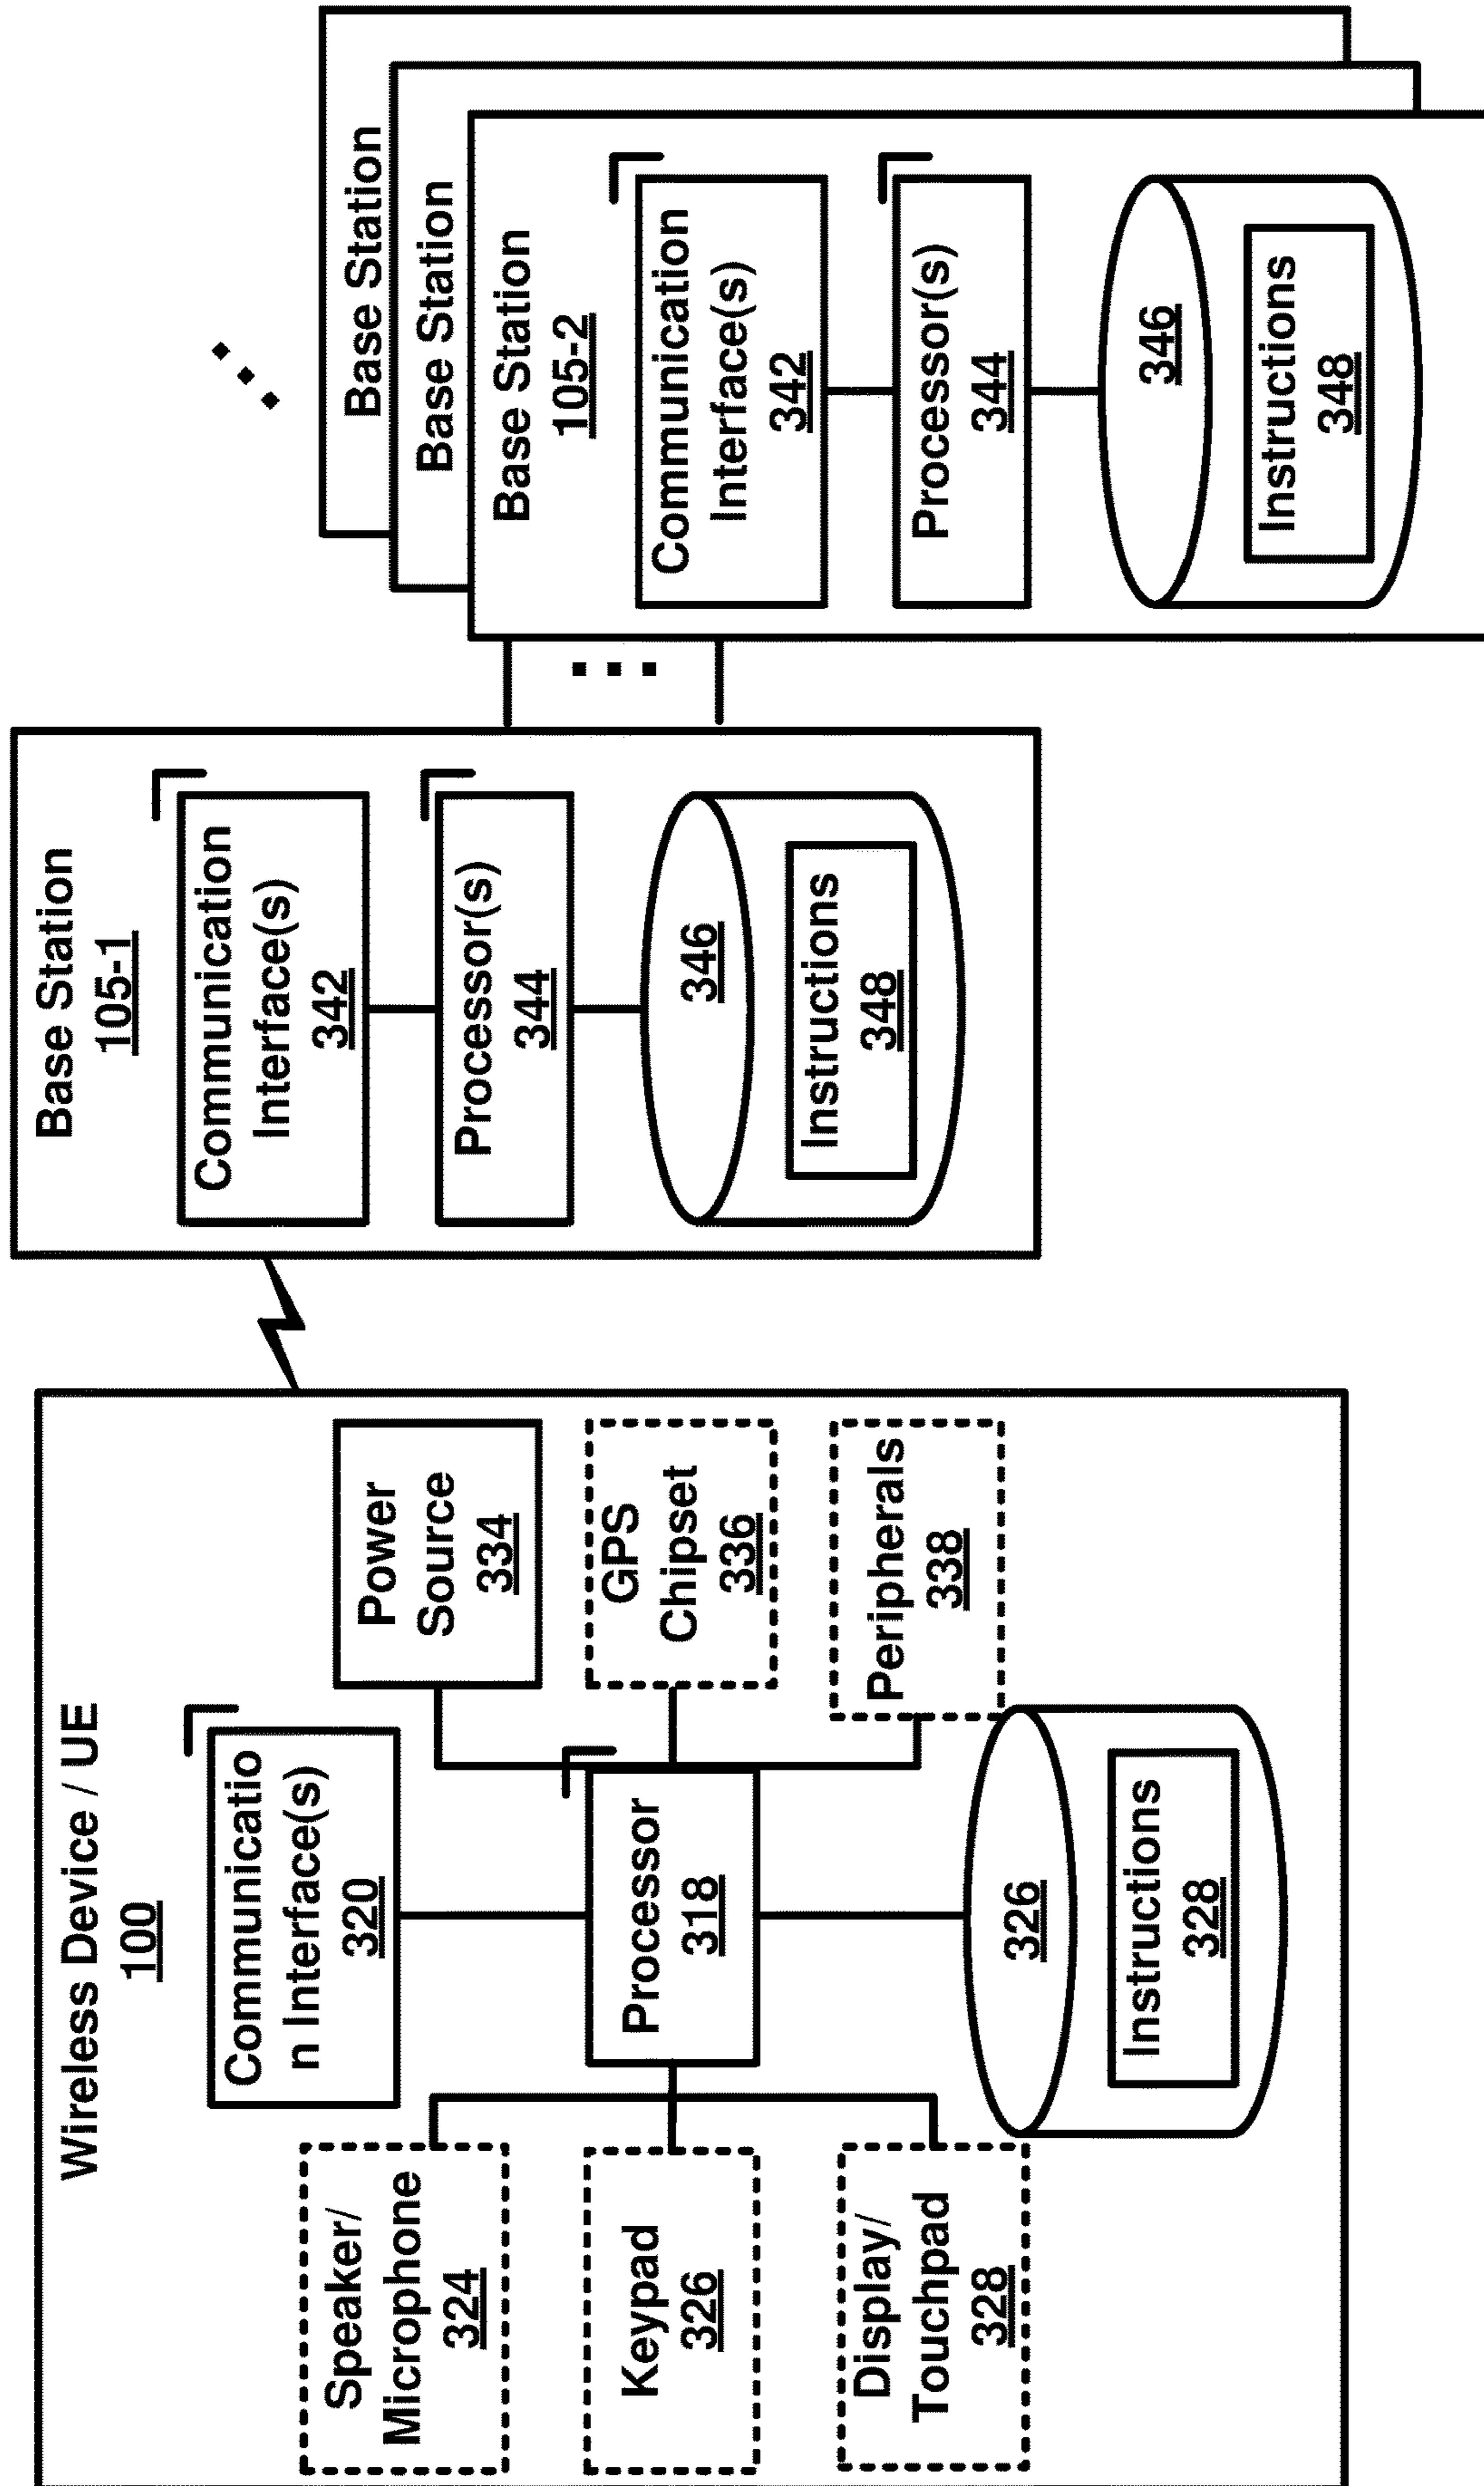 Wireless Device / UE
100
Speaker/
Microphone
324
Keypad
326
Display/
Touchpad
328
Communicatio
n Interface(s)
320
Processor
318
326
Instructions
328
Power
Source
334
GPS
Chipset
336
Peripherals
338
Base Station
105-1
Communication
Interface(s)
342
Processor(s)
344
346
Instructions
348
Base Station
Base Station
Base Station
105-2
Communication
Interface(s)
342
Processor(s)
344
346
Instructions
348